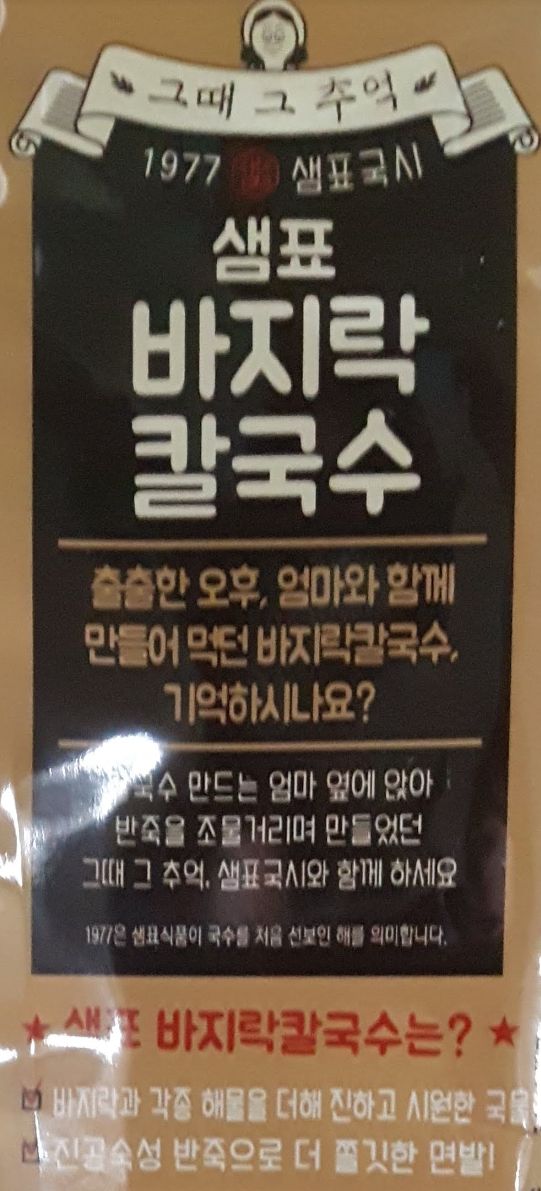 그때 그 추억
1977 샘표국시
샘표
바지락
칼국수
출출한 오후, 엄마와 함께
만들어 먹던 바지락칼국수,
기억하시나요?
만드는 엄마 옆에 앉아
반죽을 조물거리며 만들었던
그때 그 추억, 샘표국시와 함께 하세요
1977은 샘표식품이 국수를 처음 선보인 해를 의미합니다.
★ 샘표 바지락칼국수는? ★
바지락과 각종 해물을 더해 진하고 시원한 국물
진공숙성 반죽으로 더 쫄깃한 면발!